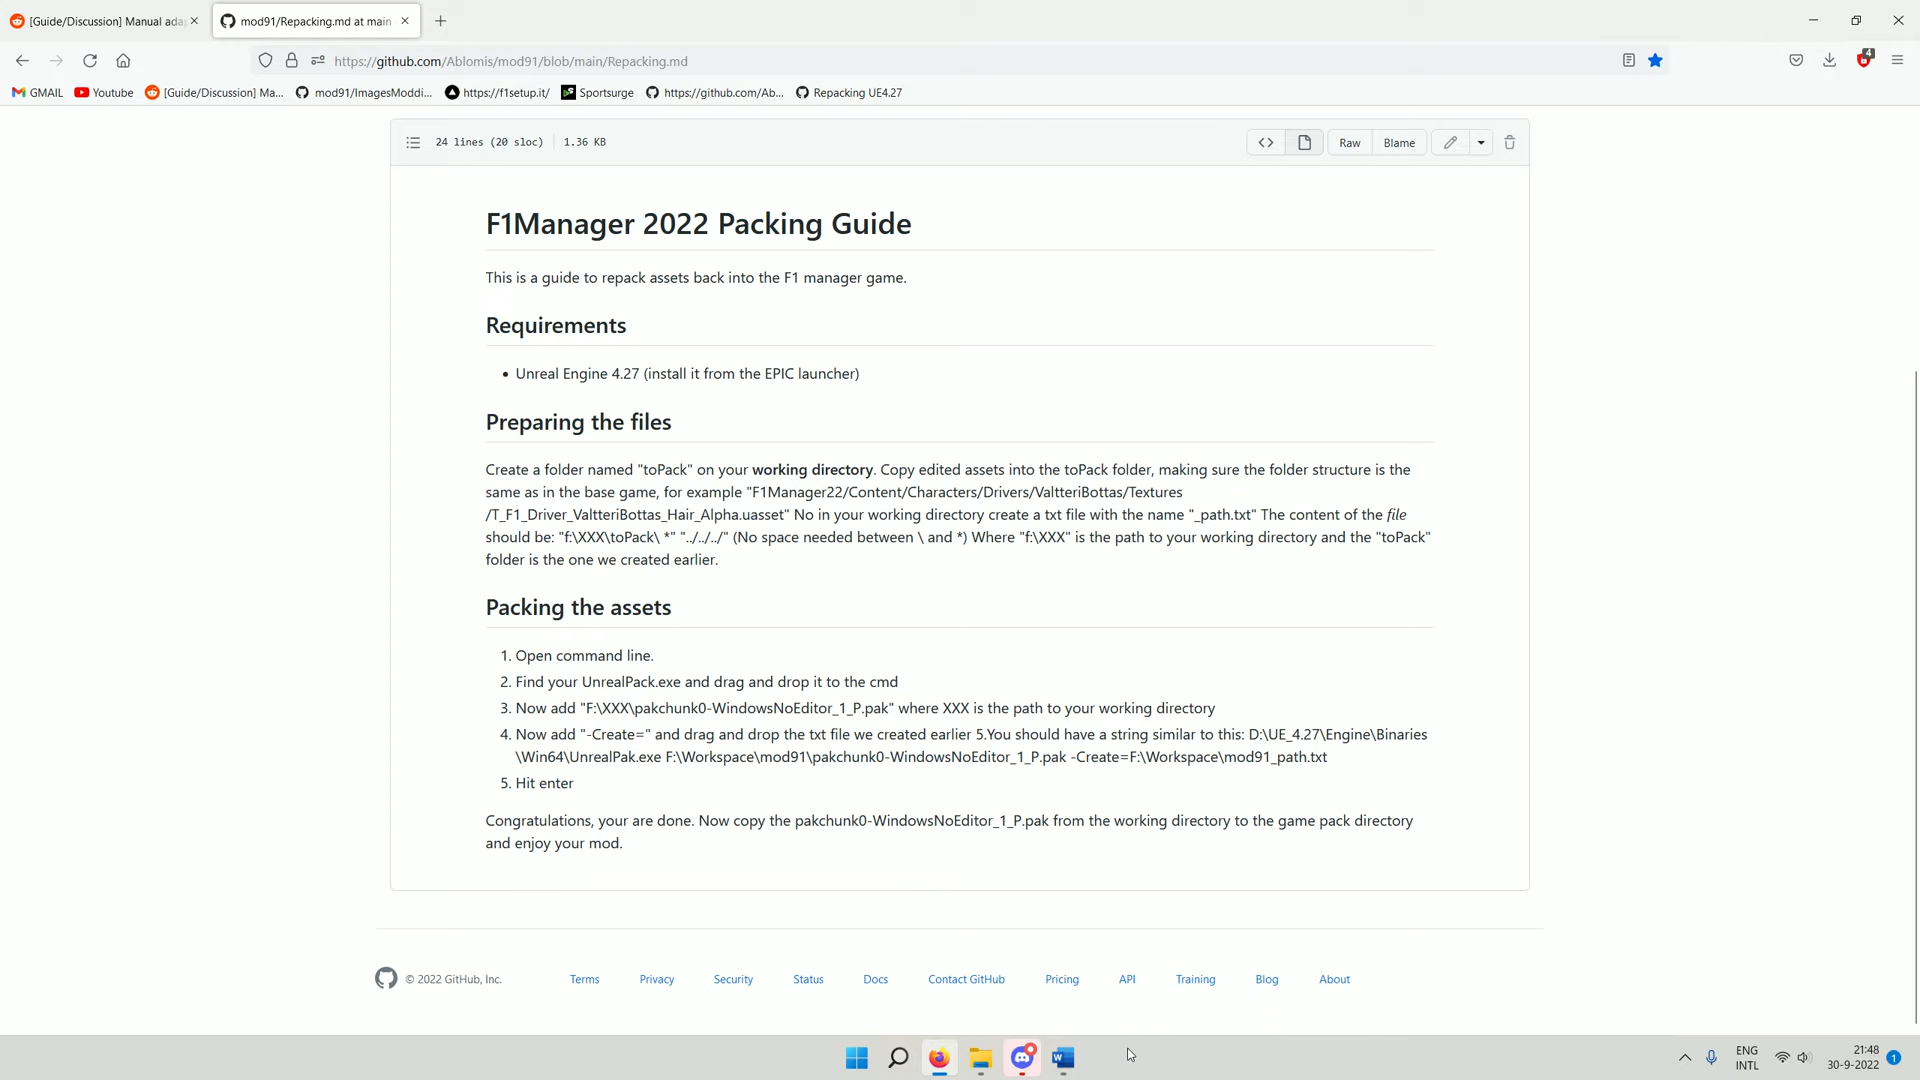 [Guide/Discussion] Manual ada
mod91/Repacking.md at main
https://github.com/Ablomis/mod91/blob/main/Repacking.md
4
GMAIL
Youtube
[Guide/Discussion] Ma...
mod91/ImagesModdi...
https://f1setup.it/
Sportsurge
https://github.com/Ab...
Repacking UE4.27
24 lines (20 sloc)
1.36 KB
Raw
Blame
F1Manager 2022 Packing Guide
This is a guide to repack assets back into the F1 manager game.
Requirements
• Unreal Engine 4.27 (install it from the EPIC launcher)
Preparing the files
Create a folder named "toPack" on your working directory. Copy edited assets into the toPack folder, making sure the folder structure is the
same as in the base game, for example "F1Manager22/Content/Characters/Drivers/ValtteriBottas/Textures
/T_F1_Driver_ValtteriBottas_Hair_Alpha.uasset" No in your working directory create a txt file with the name "_path.txt" The content of the file
should be: "f:\XXX\toPack\ *" "../../../" (No space needed between \ and *) Where "f:\XXX" is the path to your working directory and the "toPack"
folder is the one we created earlier.
Packing the assets
1. Open command line.
2. Find your UnrealPack.exe and drag and drop it to the cmd
3. Now add "F:\XXX\pakchunk0-WindowsNoEditor_1_P.pak" where XXX is the path to your working directory
4. Now add "-Create=" and drag and drop the txt file we created earlier 5.You should have a string similar to this: D:\UE_4.27\Engine\Binaries
\Win64\UnrealPak.exe F:\Workspace\mod91\pakchunk0-WindowsNoEditor_1_P.pak -Create=F:\Workspace\mod91_path.txt
5. Hit enter
Congratulations, your are done. Now copy the pakchunk0-WindowsNoEditor_1_P.pak from the working directory to the game pack directory
and enjoy your mod.
© 2022 GitHub, Inc.
Terms
Privacy
Security
Status
Docs
Contact GitHub
Pricing
API
Training
Blog
About
ENG
INTL
21:48
30-9-2022
1